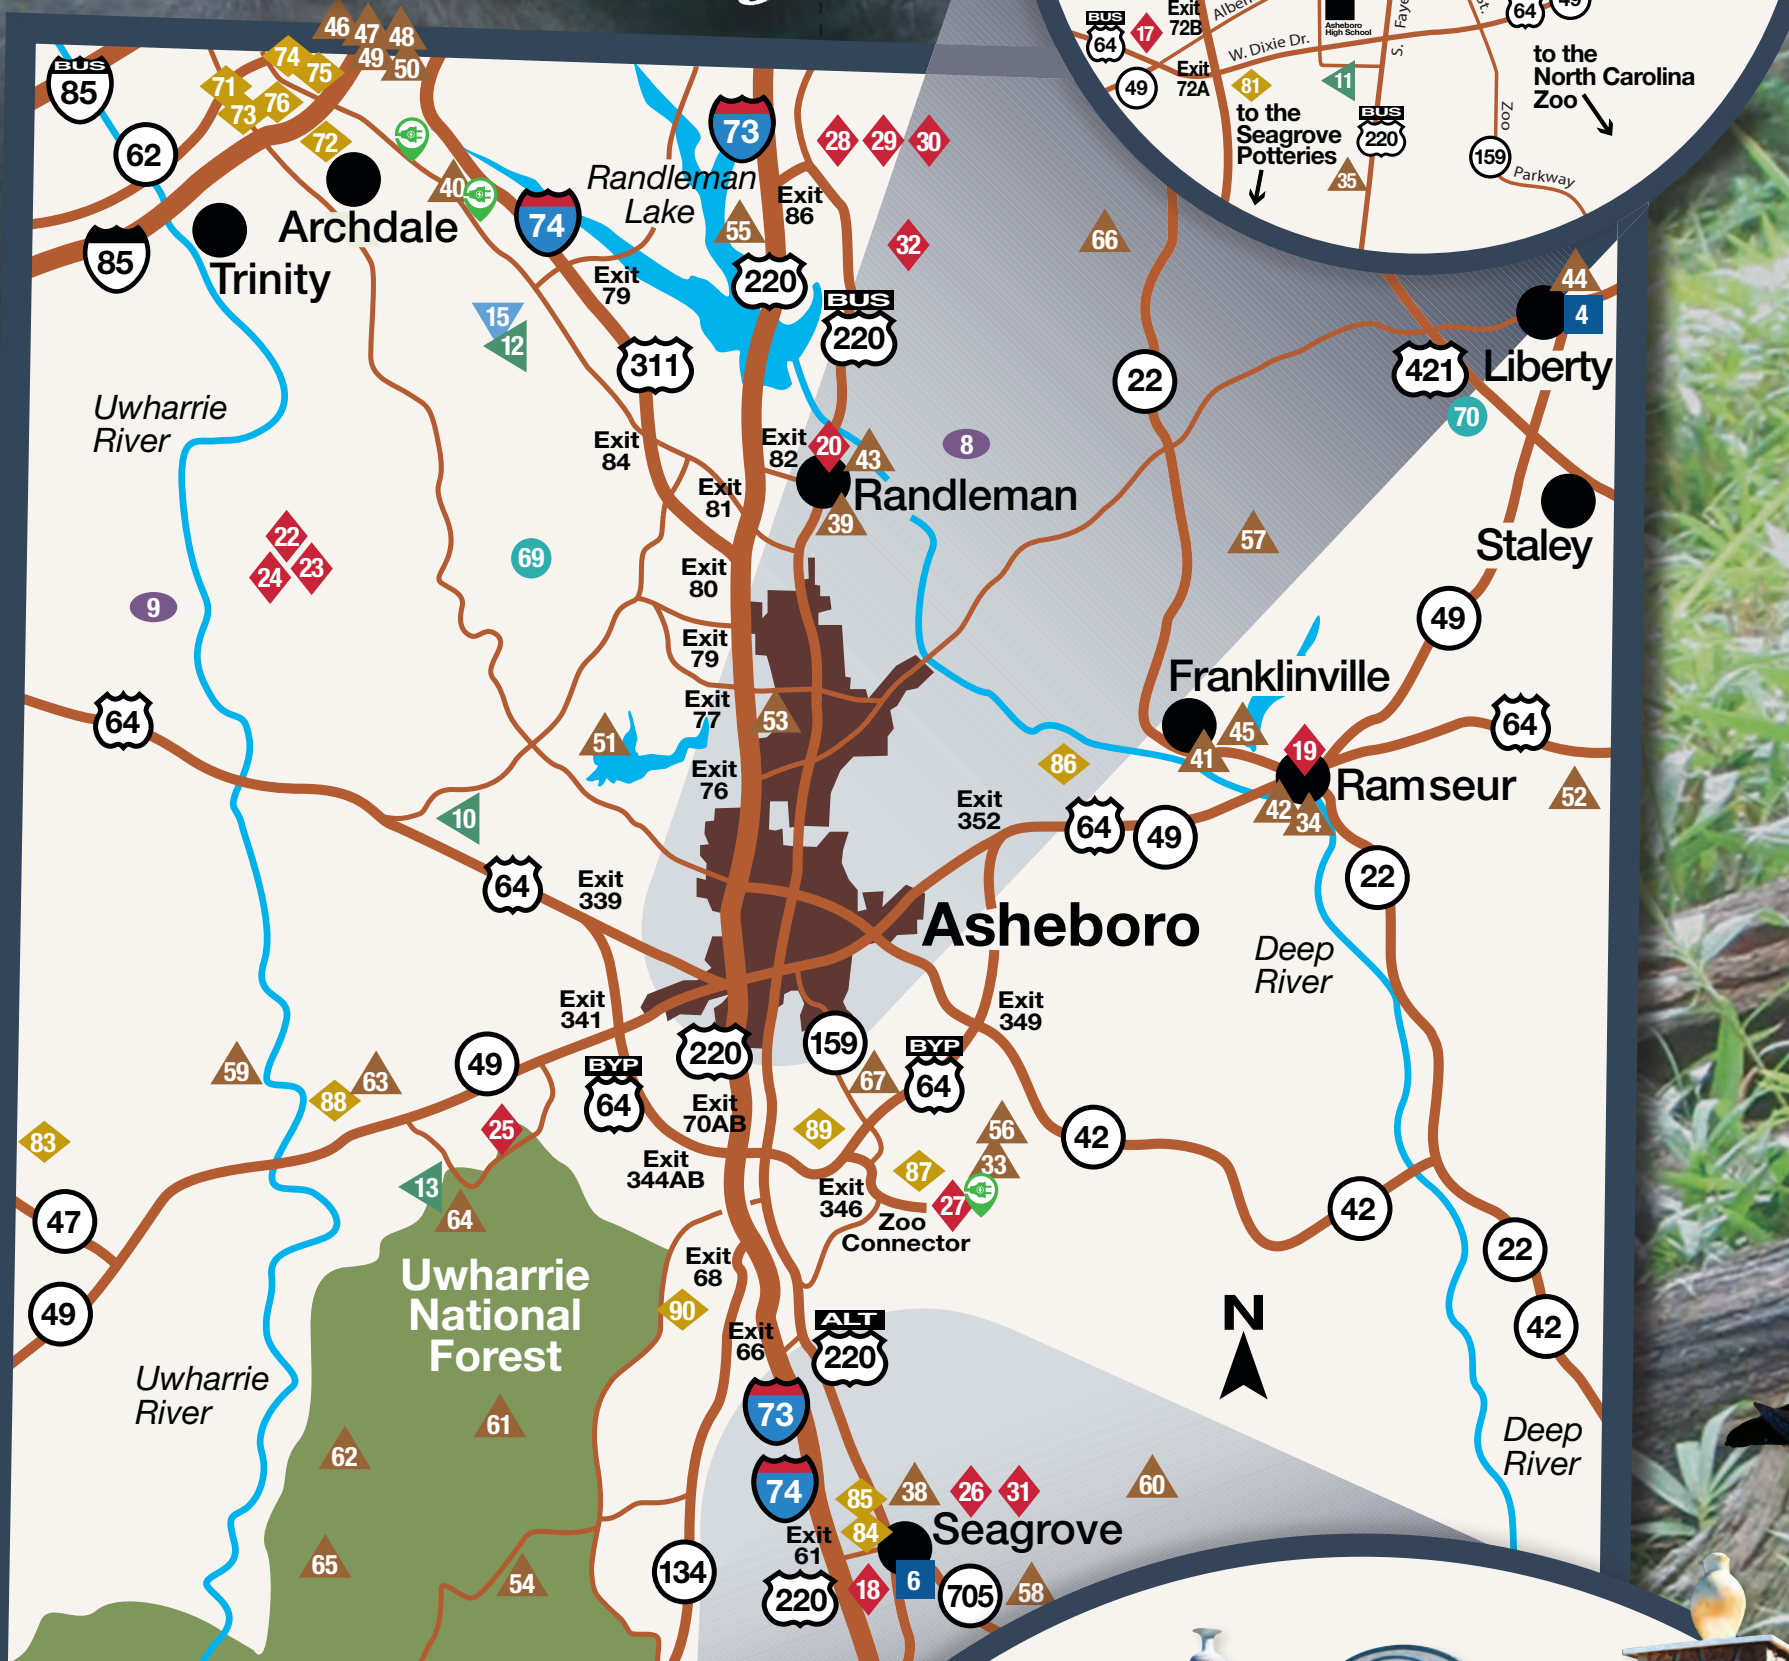 46
47
48
49
50
74
75
71
76
73
72
BUS
85
62
85
Archdale
Trinity
40
74
Randleman
Lake
55
73
Exit
86
28
29
30
32
66
220
BUS
220
Exit
79
15
12
311
Uwharrie
River
Exit
84
Exit
82
20
43
8
Randleman
39
Exit
81
22
57
BUS
64
17
Exit
72B
49
Exit
72A
W. Dixie Dr.
Asheboro
High School
64
49
81
11
to the
Seagrove
Potteries
BUS
220
35
159
Zoo
Parkway
to the
North Carolina
Zoo
44
4
Liberty
421
70
Staley
49
22
24
23
9
69
Exit
80
Exit
79
Exit
77
53
51
Exit
76
64
10
64
Exit
339
Franklinville
45
41
19
64
86
Ramseur
52
42
34
Exit
352
64
49
22
Asheboro
Deep
River
Exit
341
Exit
349
59
88
63
49
BYP
64
220
159
67
BYP
64
83
25
Exit
70AB
89
56
33
42
Exit
344AB
87
27
Exit
346
Zoo
Connector
13
64
47
49
Uwharrie
National
Forest
Exit
68
90
Exit
66
ALT
220
N
42
22
42
Uwharrie
River
73
61
62
74
85
38
26
31
60
84
Seagrove
Deep
River
Exit
61
65
54
134
220
18
6
705
58